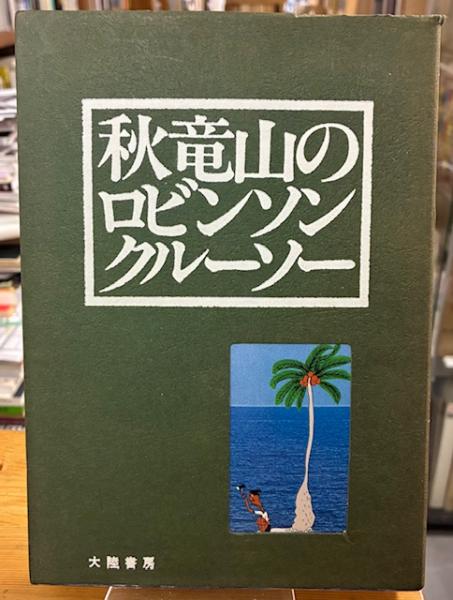 秋竜山の
ロビンソン
クルーソー
大陸書房